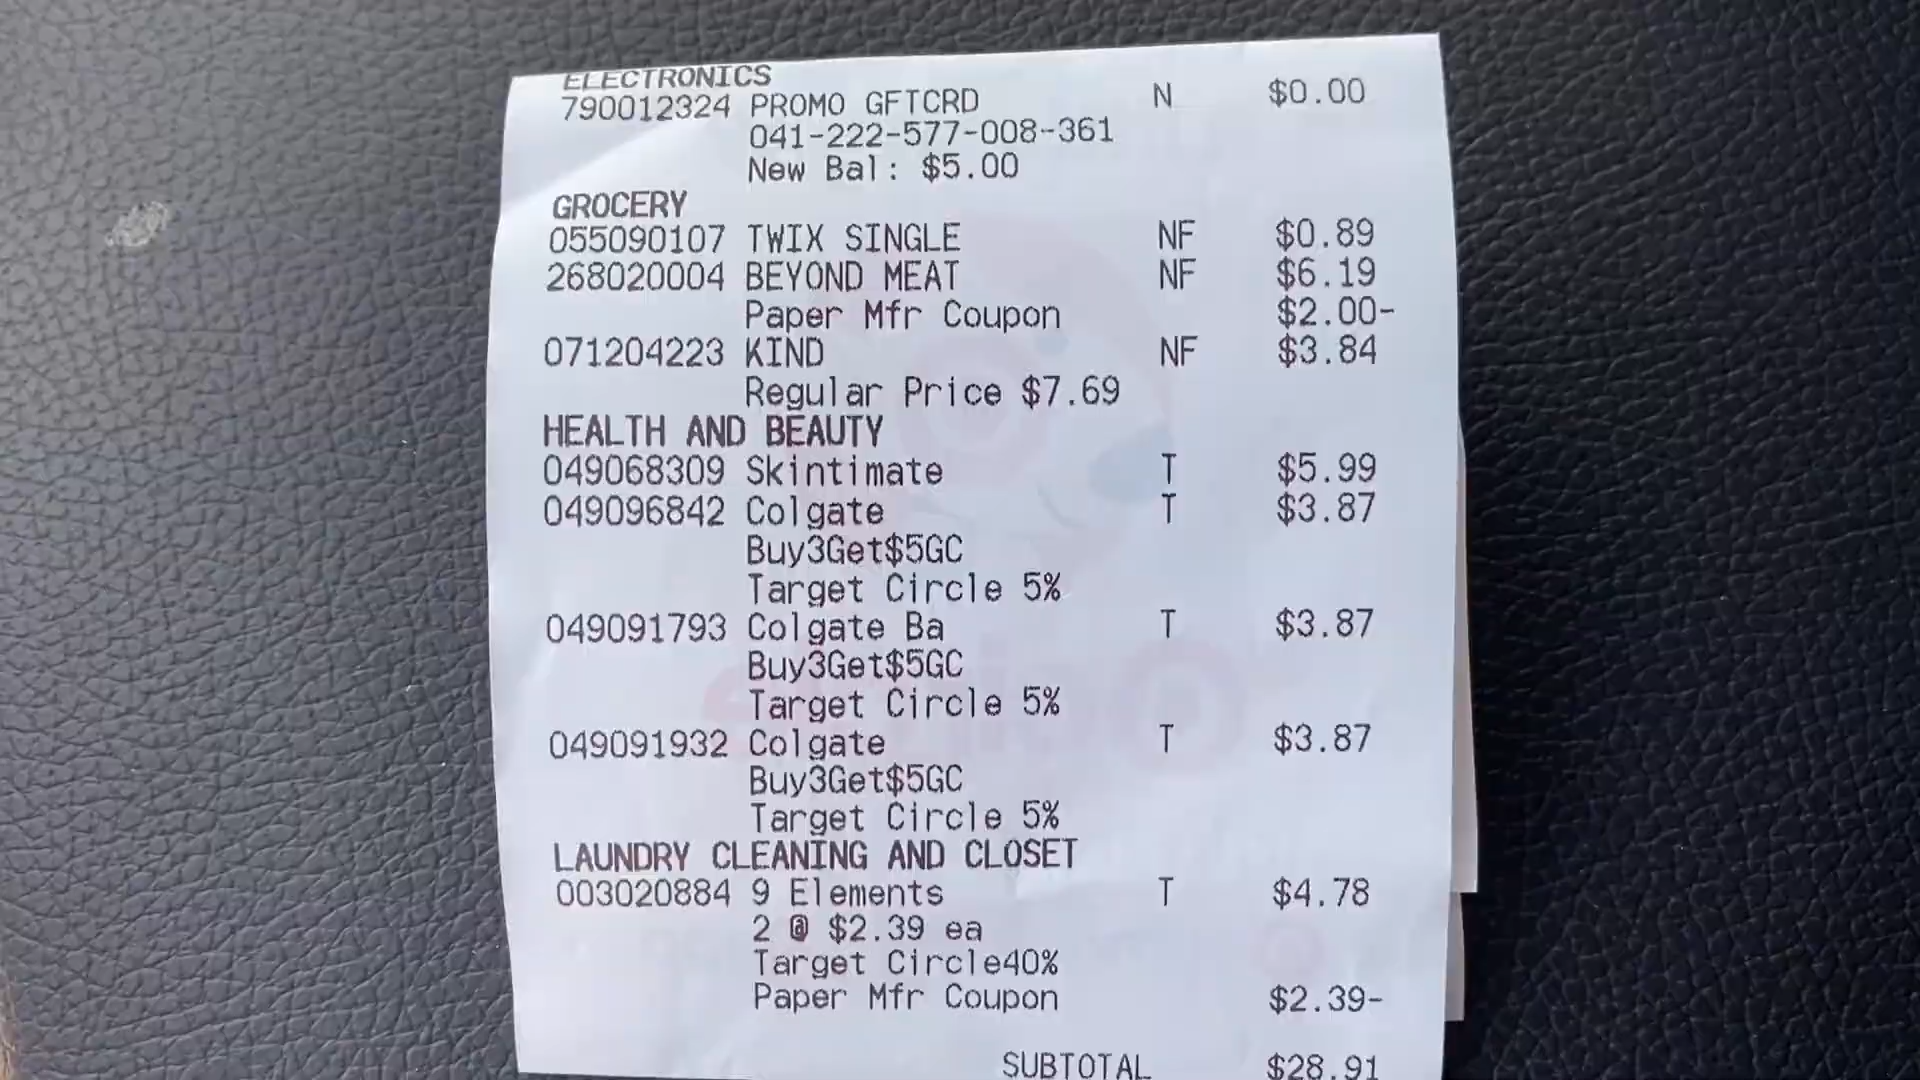 ELECTRONICS
790012324 PROMO GFTCRD N $0.00
041-222-577-008-361
New Bal: $5.00
GROCERY
055090107 TWIX SINGLE NF $0.89
268020004 BEYOND MEAT NF $6.19
Paper Mfr Coupon $2.00-
071204223 KIND NF $3.84
Regular Price $7.69
HEALTH AND BEAUTY
049068309 Skintimate T $5.99
049096842 Colgate T $3.87
Buy3Get$5GC
Target Circle 5%
049091793 Colgate Ba T $3.87
Buy3Get$5GC
Target Circle 5%
049091932 Colgate T $3.87
Buy3Get$5GC
Target Circle 5%
LAUNDRY CLEANING AND CLOSET
003020884 9 Elements T $4.78
2 @ $2.39 ea
Target Circle40%
Paper Mfr Coupon $2.39-
SUBTOTAL $28.91